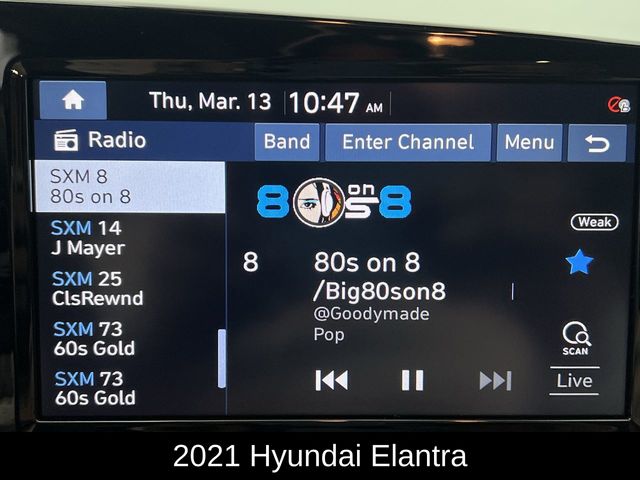 Thu, Mar. 13 10:47 AM
Radio Band Enter Channel Menu
SXM 8
80s on 8
SXM 14
J Mayer
SXM 25
ClsRewnd
SXM 73
60s Gold
SXM 73
60s Gold
80s on 8
Weak
8 80s on 8
/Big80son8
@Goodymade
Pop
SCAN
Live
2021 Hyundai Elantra